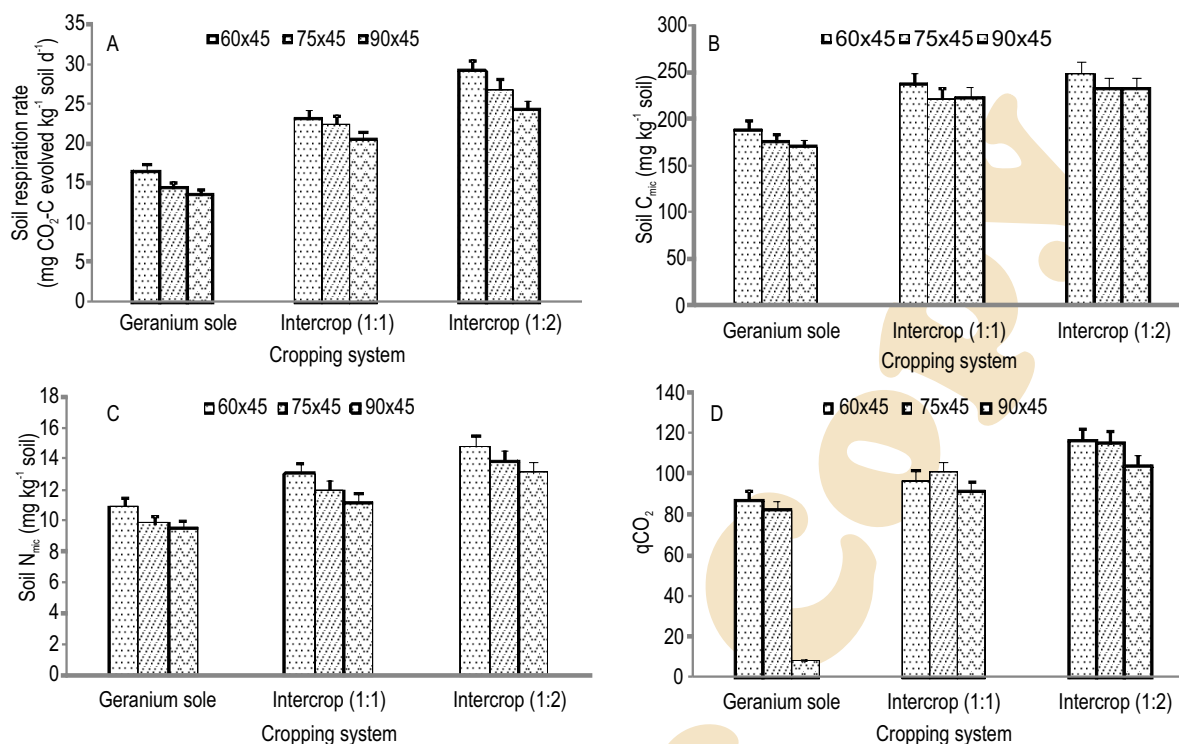 A
60x45 75x45 90x45
Soil respiration rate
(mg CO₂-C evolved kg⁻¹ soil d⁻¹)
35
30
25
20
15
10
5
0
Geranium sole Intercrop (1:1) Intercrop (1:2)
Cropping system
B
60x45 75x45 90x45
Soil Cmic (mg kg⁻¹ soil)
300
250
200
150
100
50
0
Geranium sole Intercrop (1:1) Intercrop (1:2)
Cropping system
C
60x45 75x45 90x45
Soil Nmic (mg kg⁻¹ soil)
18
16
14
12
10
8
6
4
2
0
Geranium sole Intercrop (1:1) Intercrop (1:2)
Cropping system
D
60x45 75x45 90x45
qCO₂
140
120
100
80
60
40
20
0
Geranium sole Intercrop (1:1) Intercrop (1:2)
Cropping system
Copy